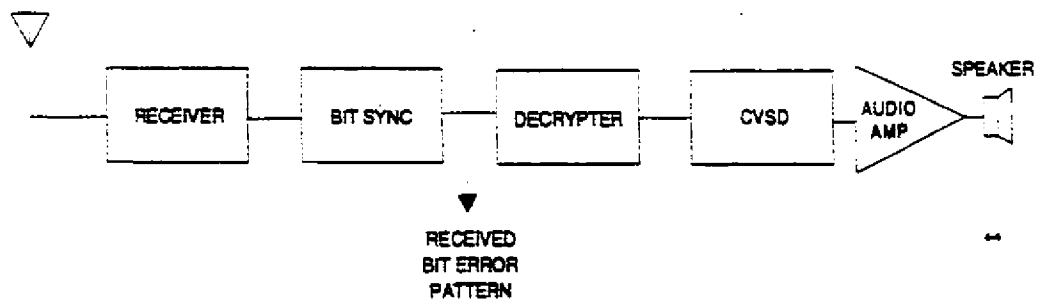 SPEAKER
RECEIVER
BIT SYNC
DECRYPTER
CVSD
AUDIO
AMP
RECEIVED
BIT ERROR
PATTERN